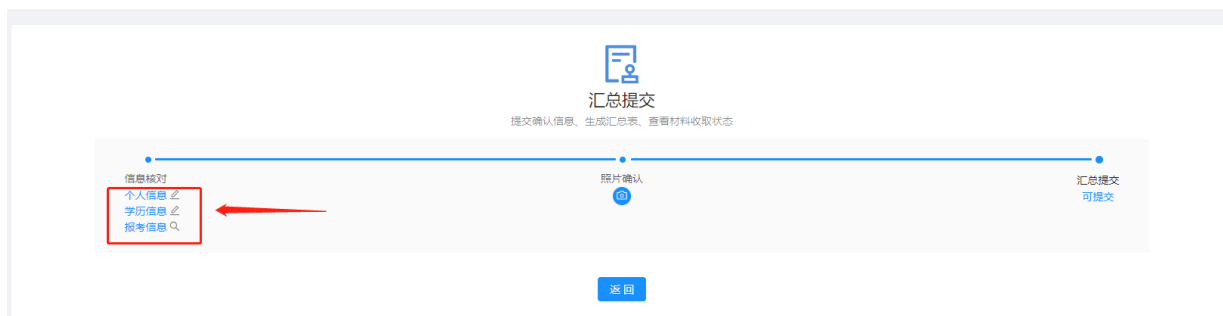 汇总提交
提交确认信息、生成汇总表、查看材料收取状态
信息核对
个人信息
学历信息
报考信息
照片确认
汇总提交
可提交
返回